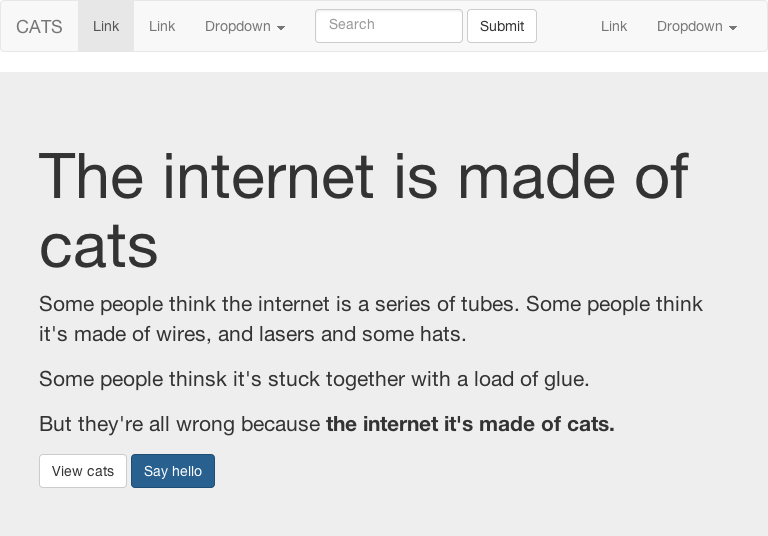 CATS Link Link Dropdown Search Submit Link Dropdown
The internet is made of
cats
Some people think the internet is a series of tubes. Some people think
it's made of wires, and lasers and some hats.
Some people thinsk it's stuck together with a load of glue.
But they're all wrong because the internet it's made of cats.
View cats Say hello